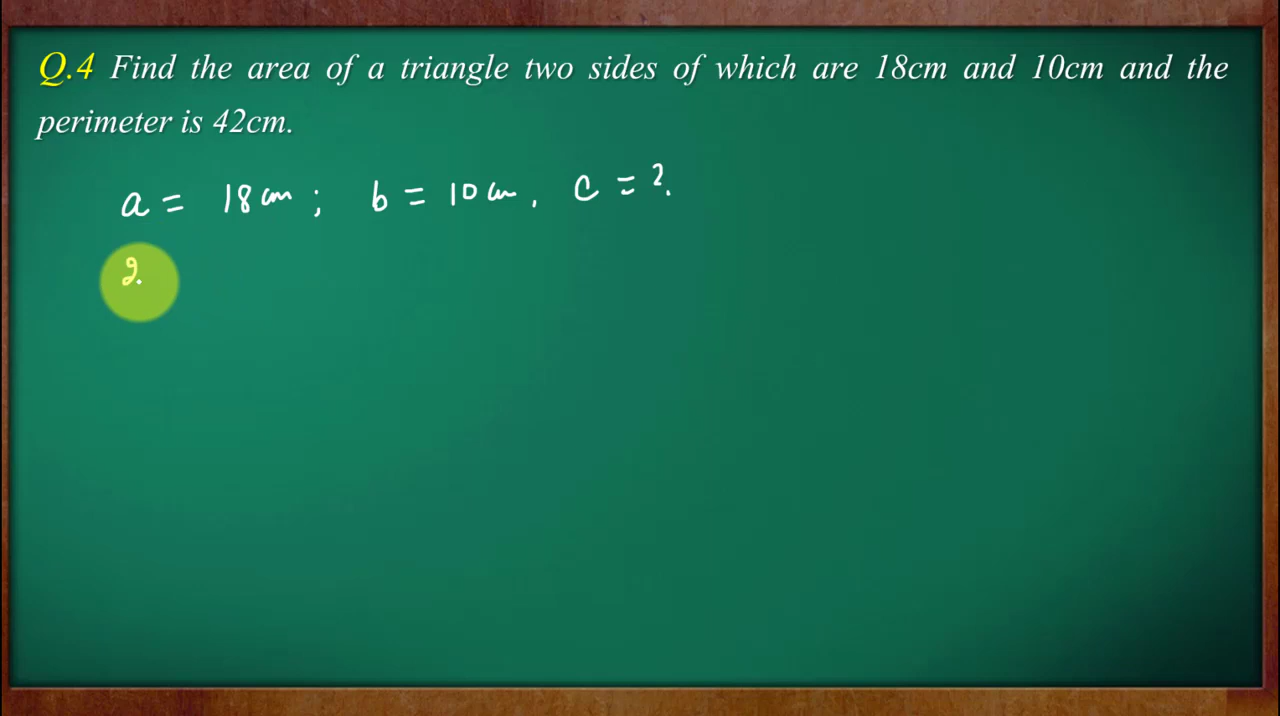 Q.4 Find the area of a triangle two sides of which are 18cm and 10cm and the
perimeter is 42cm.
a = 18 cm ; b = 10 cm, c = ?
2